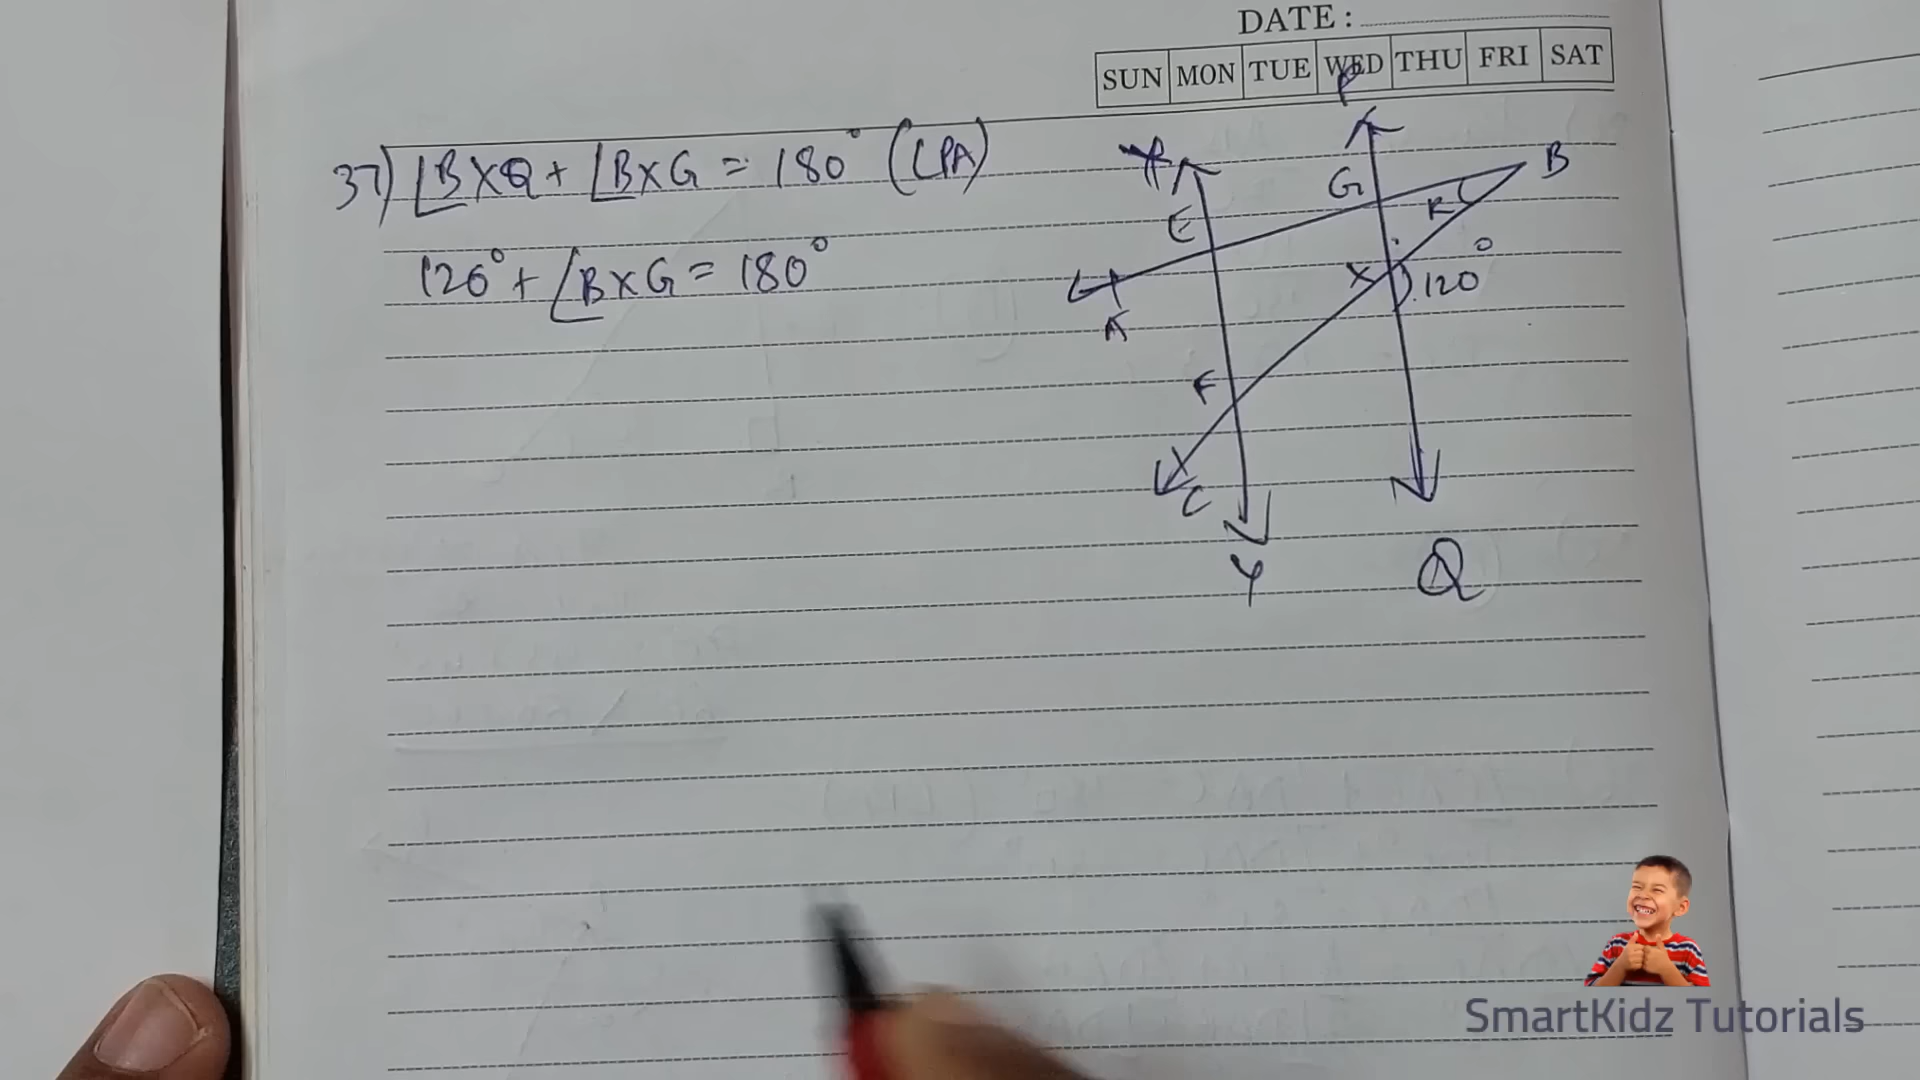 DATE :
SUN MON TUE WED THU FRI SAT
P
37) ∠BXQ + ∠BXG = 180° (LPA)
B
G
E
K
120° + ∠BXG = 180°
X 120°
A
F
C
Y
Q
SmartKidz Tutorials